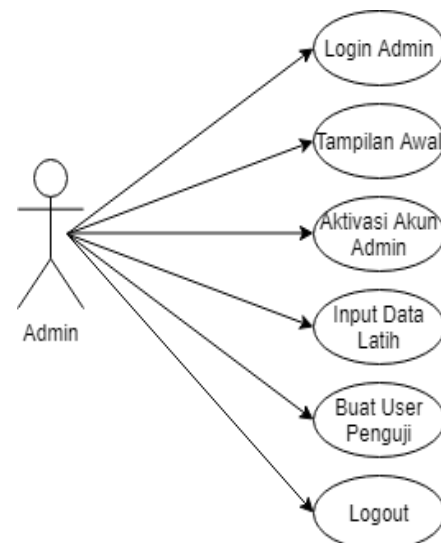 Login Admin
Tampilan Awal
Aktivasi Akun
Admin
Input Data
Latih
Admin
Buat User
Penguji
Logout